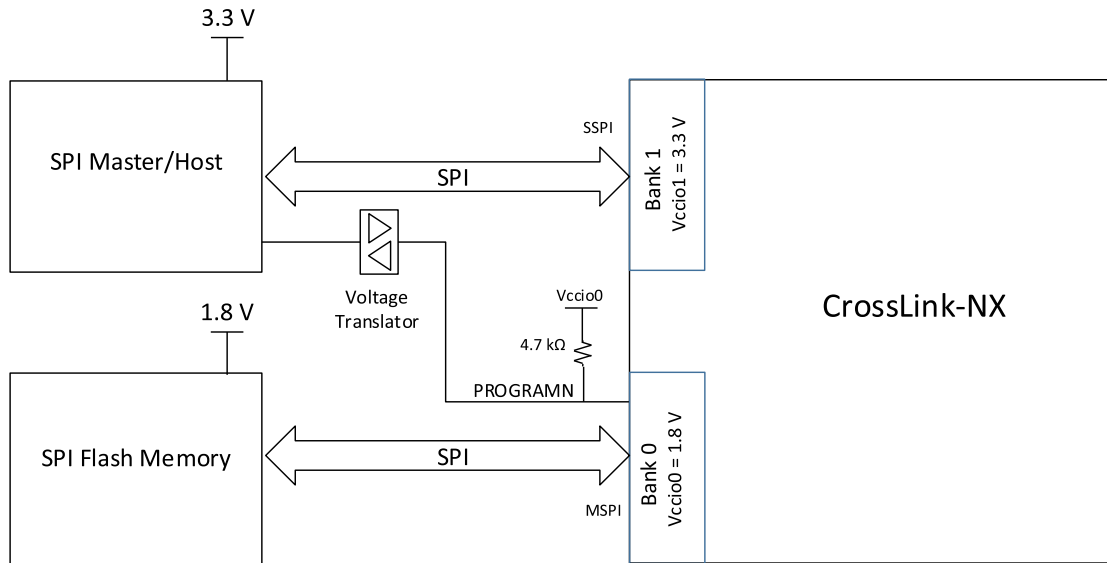 3.3 V
SPI Master/Host
SSPI
SPI
Bank 1
Vccio1 = 3.3 V
Voltage
Translator
Vccio0
4.7 kΩ
CrossLink-NX
1.8 V
PROGRAMN
SPI Flash Memory
SPI
MSPI
Bank 0
Vccio0 = 1.8 V